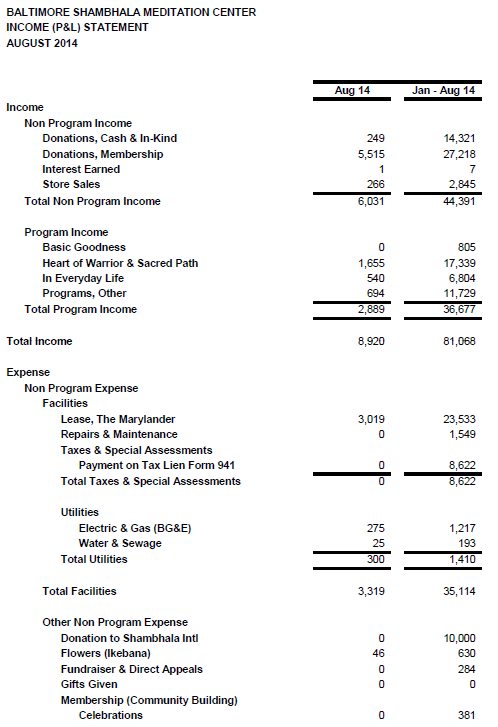 BALTIMORE SHAMBHALA MEDITATION CENTER
INCOME (P&L) STATEMENT
AUGUST 2014
Aug 14 Jan - Aug 14
Income
Non Program Income
Donations, Cash & In-Kind 249 14,321
Donations, Membership 5,515 27,218
Interest Earned 1 7
Store Sales 266 2,845
Total Non Program Income 6,031 44,391
Program Income
Basic Goodness 0 805
Heart of Warrior & Sacred Path 1,655 17,339
In Everyday Life 540 6,804
Programs, Other 694 11,729
Total Program Income 2,889 36,677
Total Income 8,920 81,068
Expense
Non Program Expense
Facilities
Lease, The Marylander 3,019 23,533
Repairs & Maintenance 0 1,549
Taxes & Special Assessments
Payment on Tax Lien Form 941 0 8,622
Total Taxes & Special Assessments 0 8,622
Utilities
Electric & Gas (BG&E) 275 1,217
Water & Sewage 25 193
Total Utilities 300 1,410
Total Facilities 3,319 35,114
Other Non Program Expense
Donation to Shambhala Intl 0 10,000
Flowers (Ikebana) 46 630
Fundraiser & Direct Appeals 0 284
Gifts Given 0 0
Membership (Community Building)
Celebrations 0 381